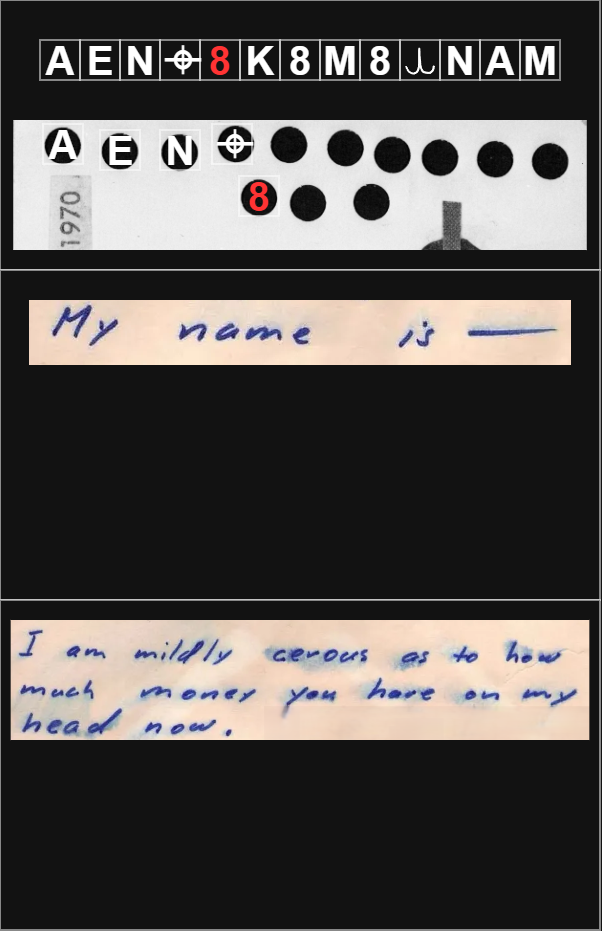 AEN⌖8K8M8⫝NAM
A E N ⌖
8
1970
My name is —
I am mildly cerous as to how
much money you have on my
head now.